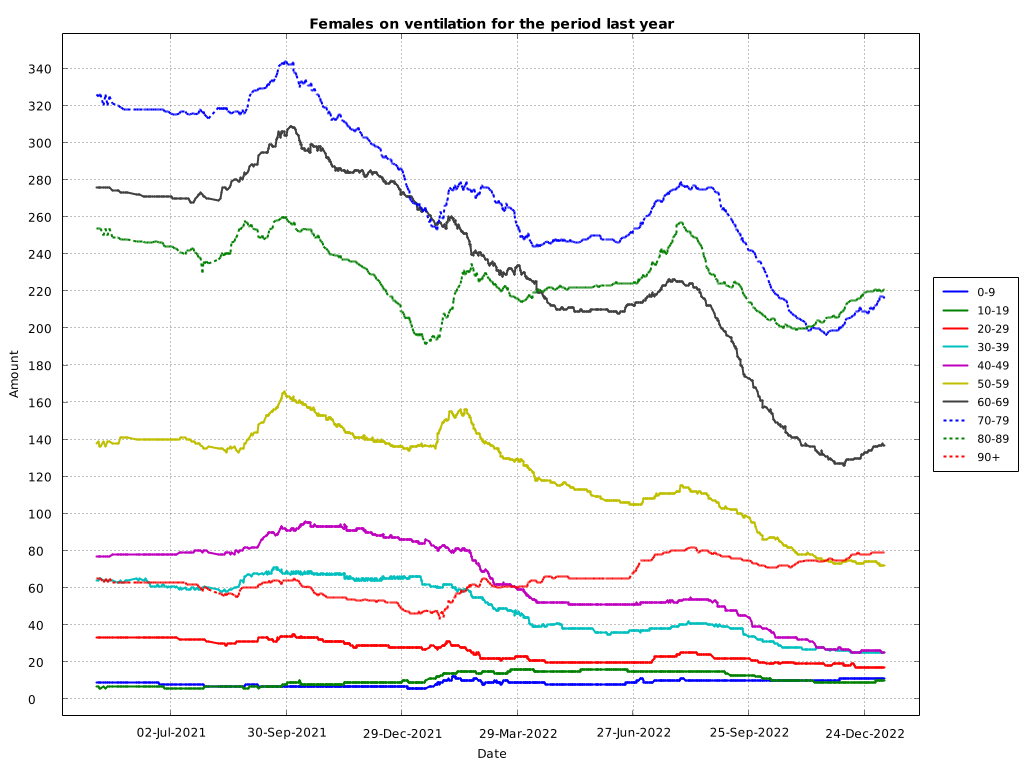 Females on ventilation for the period last year
Amount
340
320
300
280
260
240
220
200
180
160
140
120
100
80
60
40
20
0
02-Jul-2021
30-Sep-2021
29-Dec-2021
29-Mar-2022
27-Jun-2022
25-Sep-2022
24-Dec-2022
Date
0-9
10-19
20-29
30-39
40-49
50-59
60-69
70-79
80-89
90+